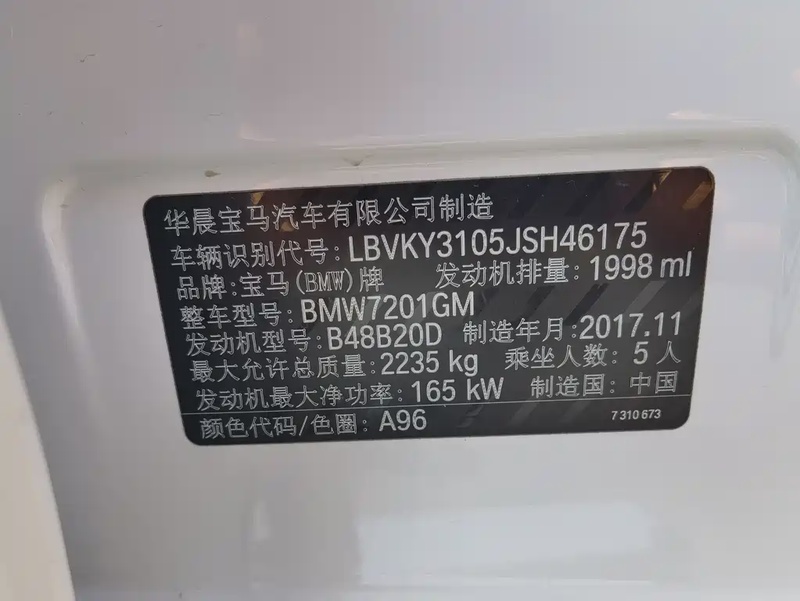 华晨宝马汽车有限公司制造
车辆识别代号: LBVKY3105JSH46175
品牌: 宝马(BMW)牌 发动机排量: 1998 ml
整车型号: BMW7201GM
发动机型号: B48B20D 制造年月: 2017.11
最大允许总质量: 2235 kg 乘坐人数: 5 人
发动机最大净功率: 165 kW 制造国: 中国
颜色代码/色圈: A96 7 310 673